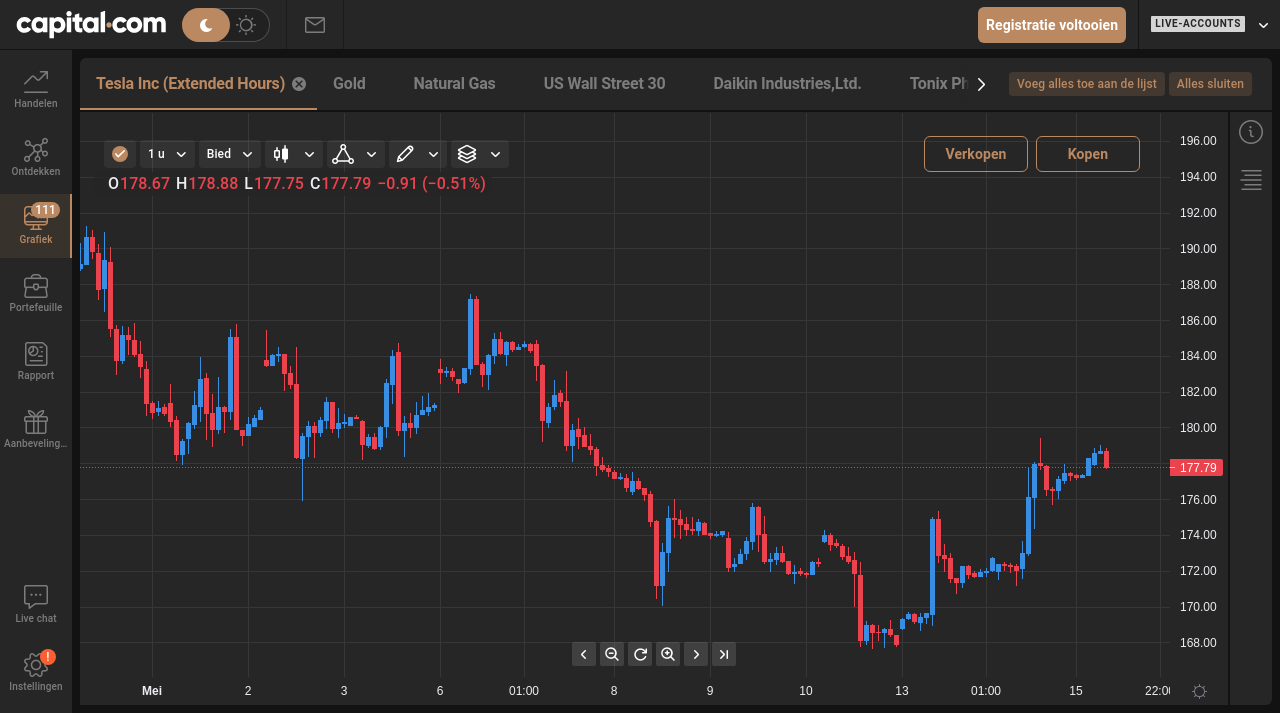 capital.com
Registratie voltooien
LIVE-ACCOUNTS
Handelen
Ontdekken
111
Grafiek
Portefeuille
Rapport
Aanbeveling...
Live chat
!
Instellingen
Tesla Inc (Extended Hours) Gold Natural Gas US Wall Street 30 Daikin Industries,Ltd. Tonix Ph
Voeg alles toe aan de lijst Alles sluiten
1 u Bied
Verkopen Kopen
O178.67 H178.88 L177.75 C177.79 −0.91 (−0.51%)
196.00
194.00
192.00
190.00
188.00
186.00
184.00
182.00
180.00
177.79
176.00
174.00
172.00
170.00
168.00
Mei 2 3 6 01:00 8 9 10 13 01:00 15 22:00